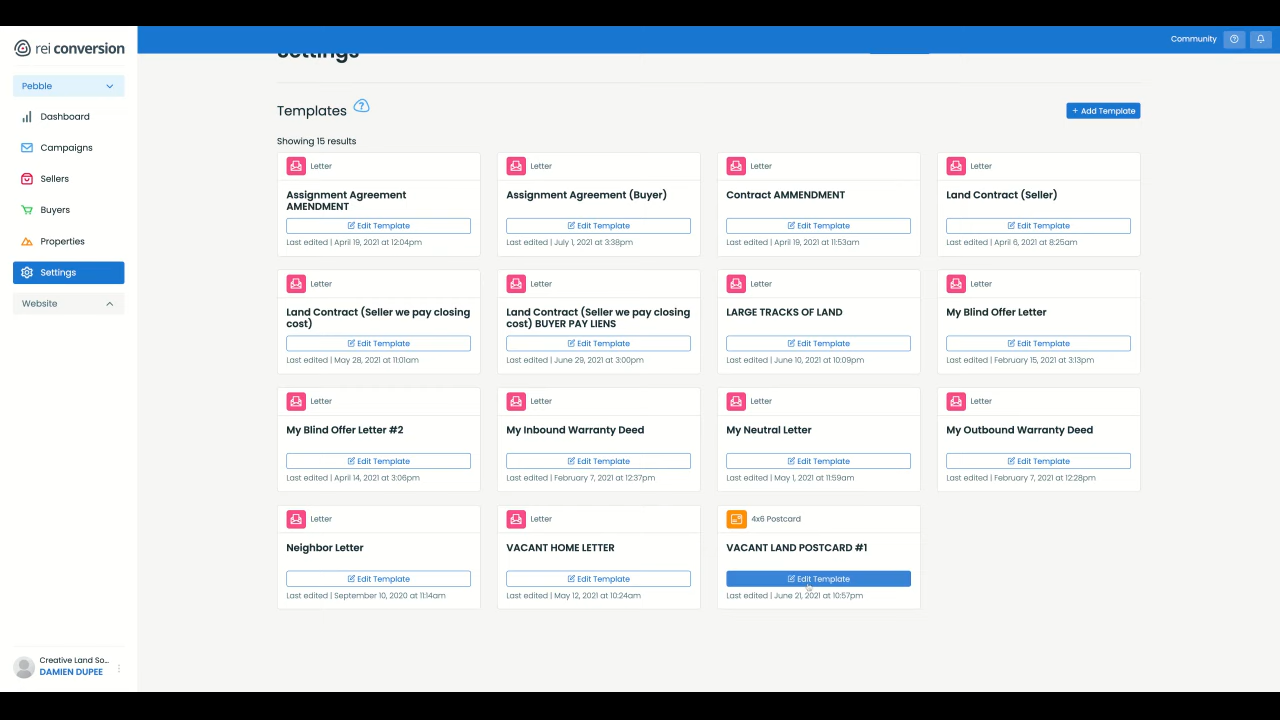 rei conversion
Community
Pebble
Dashboard
Campaigns
Sellers
Buyers
Properties
Settings
Website
Creative Land So...
DAMIEN DUPEE
Settings
Templates
?
+ Add Template
Showing 15 results
Letter
Assignment Agreement
AMENDMENT
Edit Template
Last edited | April 19, 2021 at 12:04pm
Letter
Assignment Agreement (Buyer)
Edit Template
Last edited | July 1, 2021 at 3:38pm
Letter
Contract AMMENDMENT
Edit Template
Last edited | April 19, 2021 at 11:53am
Letter
Land Contract (Seller)
Edit Template
Last edited | April 6, 2021 at 8:25am
Letter
Land Contract (Seller we pay closing
cost)
Edit Template
Last edited | May 28, 2021 at 11:01am
Letter
Land Contract (Seller we pay closing
cost) BUYER PAY LIENS
Edit Template
Last edited | June 29, 2021 at 3:00pm
Letter
LARGE TRACKS OF LAND
Edit Template
Last edited | June 10, 2021 at 10:09pm
Letter
My Blind Offer Letter
Edit Template
Last edited | February 15, 2021 at 3:13pm
Letter
My Blind Offer Letter #2
Edit Template
Last edited | April 14, 2021 at 3:06pm
Letter
My Inbound Warranty Deed
Edit Template
Last edited | February 7, 2021 at 12:37pm
Letter
My Neutral Letter
Edit Template
Last edited | May 1, 2021 at 11:59am
Letter
My Outbound Warranty Deed
Edit Template
Last edited | February 7, 2021 at 12:28pm
Letter
Neighbor Letter
Edit Template
Last edited | September 10, 2020 at 11:14am
Letter
VACANT HOME LETTER
Edit Template
Last edited | May 12, 2021 at 10:24am
4x6 Postcard
VACANT LAND POSTCARD #1
Edit Template
Last edited | June 21, 2021 at 10:57pm